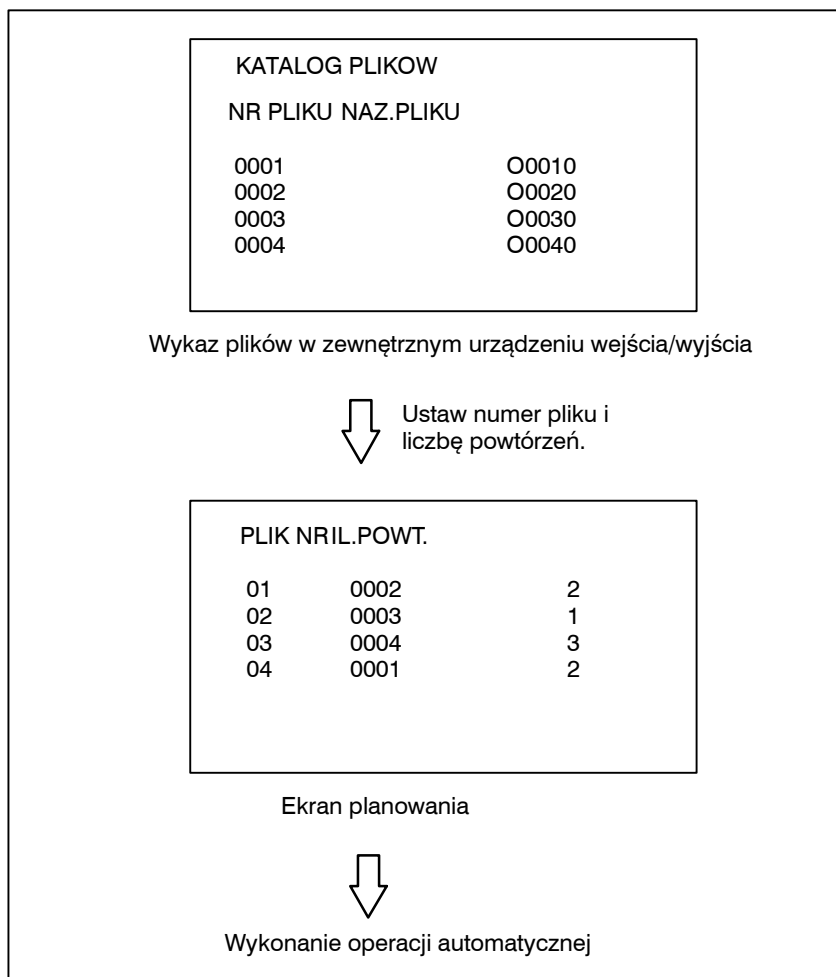 KATALOG PLIKOW
NR PLIKU NAZ.PLIKU
0001 O0010
0002 O0020
0003 O0030
0004 O0040
Wykaz plików w zewnętrznym urządzeniu wejścia/wyjścia
Ustaw numer pliku i
liczbę powtórzeń.
PLIK NRIL.POWT.
01 0002 2
02 0003 1
03 0004 3
04 0001 2
Ekran planowania
Wykonanie operacji automatycznej